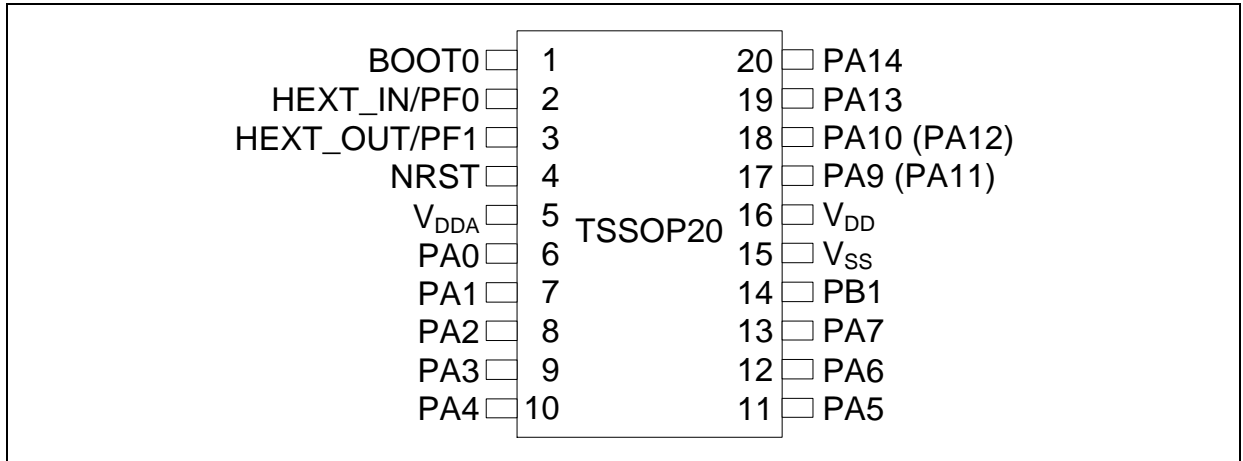 BOOT0 1 20 PA14
HEXT_IN/PF0 2 19 PA13
HEXT_OUT/PF1 3 18 PA10 (PA12)
NRST 4 17 PA9 (PA11)
VDDA 5 TSSOP20 16 VDD
PA0 6 15 VSS
PA1 7 14 PB1
PA2 8 13 PA7
PA3 9 12 PA6
PA4 10 11 PA5